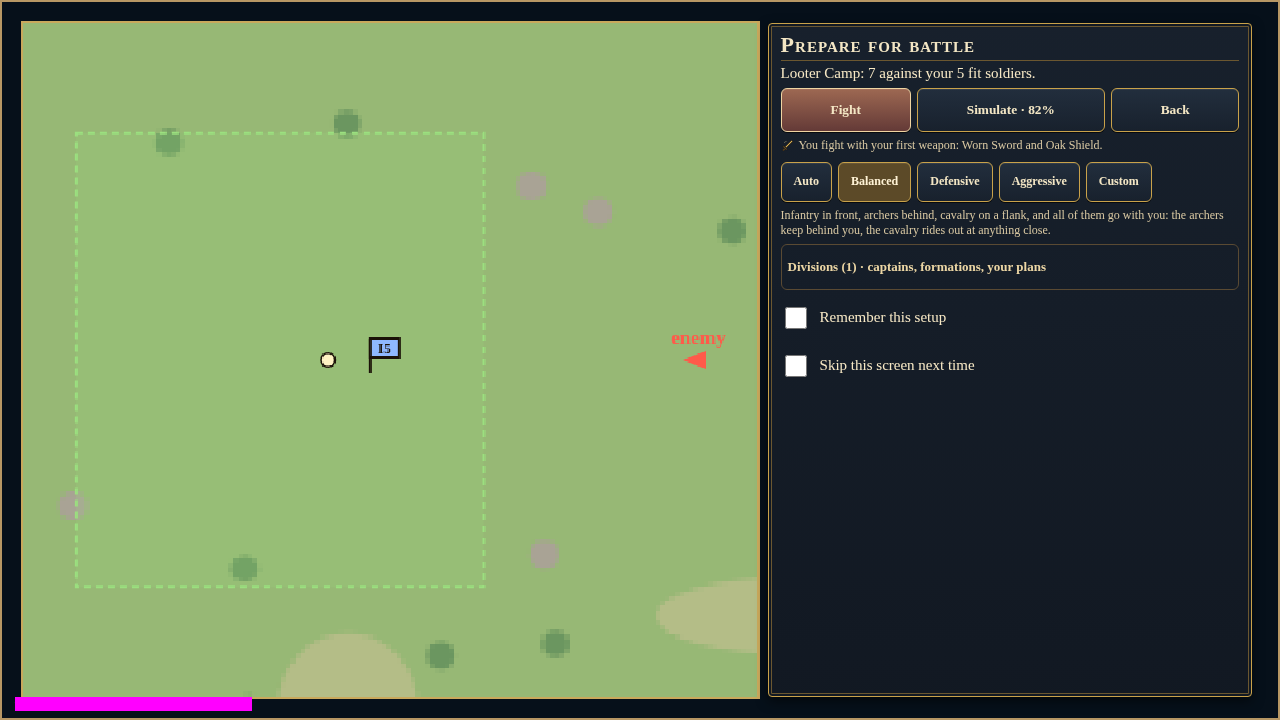 Prepare for battle
Looter Camp: 7 against your 5 fit soldiers.
Fight
Simulate · 82%
Back
You fight with your first weapon: Worn Sword and Oak Shield.
Auto
Balanced
Defensive
Aggressive
Custom
Infantry in front, archers behind, cavalry on a flank, and all of them go with you: the archers
keep behind you, the cavalry rides out at anything close.
Divisions (1) · captains, formations, your plans
Remember this setup
Skip this screen next time
enemy